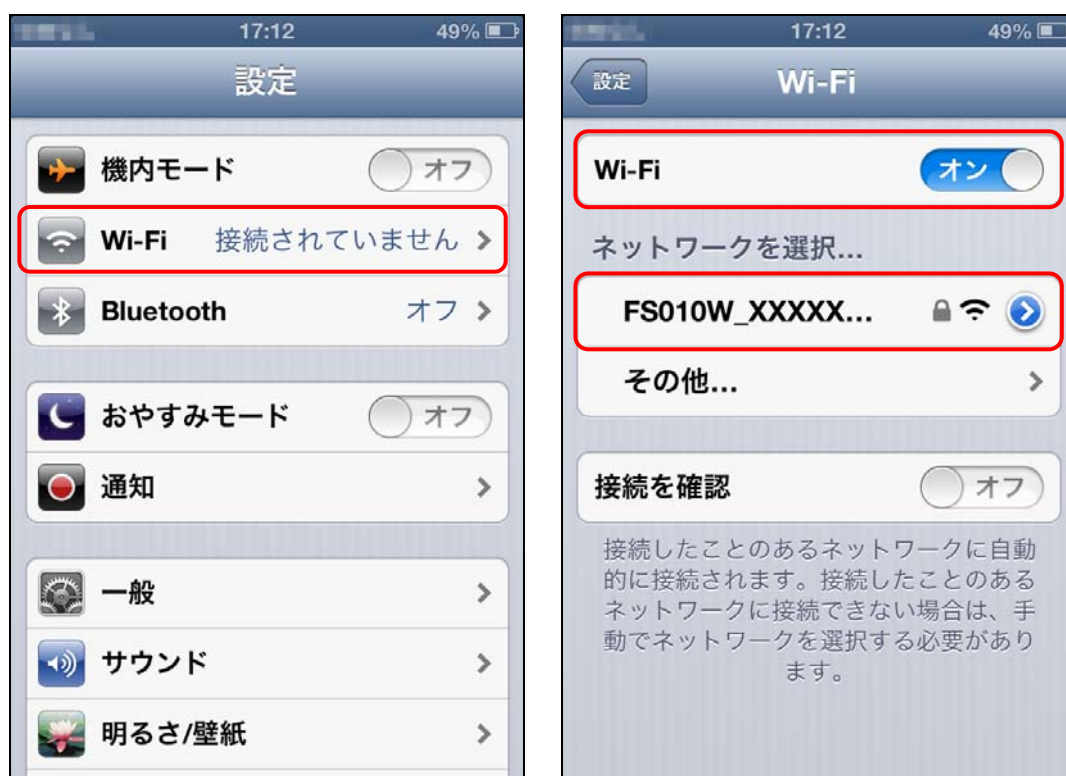 17:12 49%
設定
機内モード オフ
Wi-Fi 接続されていません
Bluetooth オフ
おやすみモード オフ
通知
一般
サウンド
明るさ/壁紙
17:12 49%
設定 Wi-Fi
Wi-Fi オン
ネットワークを選択...
FS010W_XXXXX...
その他...
接続を確認 オフ
接続したことのあるネットワークに自動
的に接続されます。接続したことのある
ネットワークに接続できない場合は、手
動でネットワークを選択する必要があり
ます。